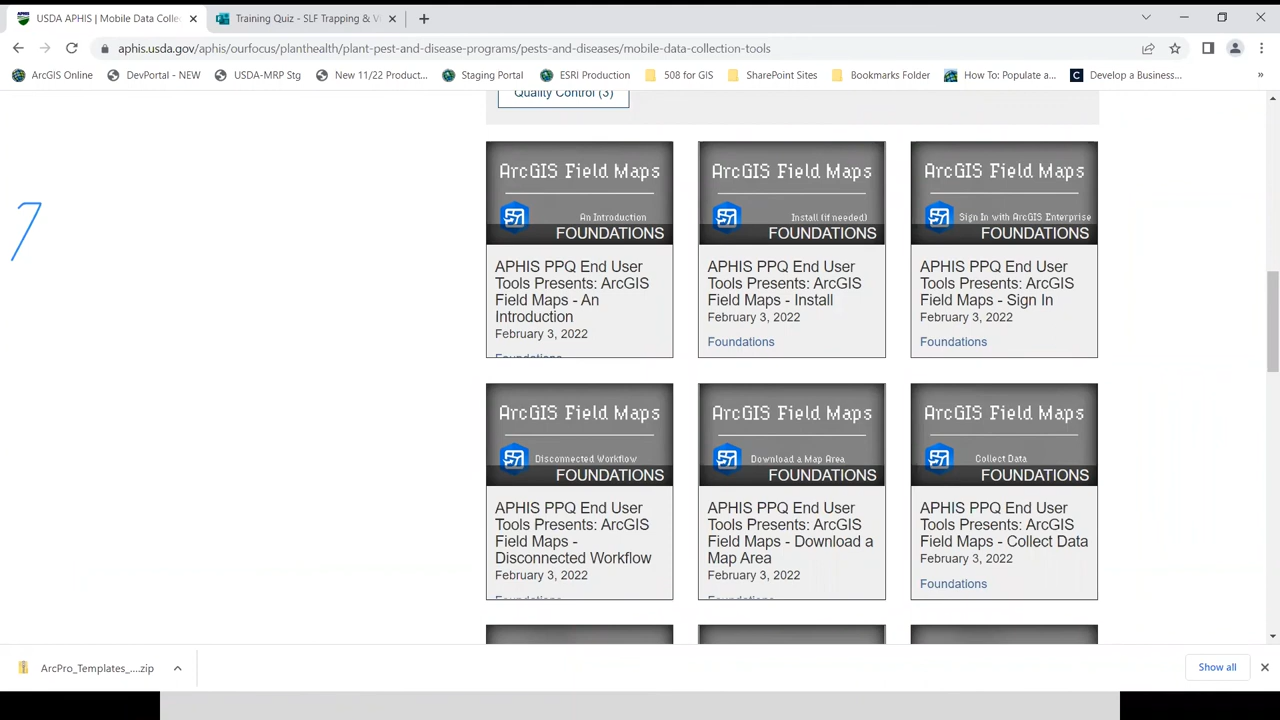 USDA APHIS | Mobile Data Colle
Training Quiz - SLF Trapping & Vi
aphis.usda.gov/aphis/ourfocus/planthealth/plant-pest-and-disease-programs/pests-and-diseases/mobile-data-collection-tools
ArcGIS Online
DevPortal - NEW
USDA-MRP Stg
New 11/22 Product...
Staging Portal
ESRI Production
508 for GIS
SharePoint Sites
Bookmarks Folder
How To: Populate a...
Develop a Business...
»
Quality Control (3)
7
ArcGIS Field Maps
An Introduction
FOUNDATIONS
APHIS PPQ End User
Tools Presents: ArcGIS
Field Maps - An
Introduction
February 3, 2022
Foundations
ArcGIS Field Maps
Install (if needed)
FOUNDATIONS
APHIS PPQ End User
Tools Presents: ArcGIS
Field Maps - Install
February 3, 2022
Foundations
ArcGIS Field Maps
Sign In with ArcGIS Enterprise
FOUNDATIONS
APHIS PPQ End User
Tools Presents: ArcGIS
Field Maps - Sign In
February 3, 2022
Foundations
ArcGIS Field Maps
Disconnected Workflow
FOUNDATIONS
APHIS PPQ End User
Tools Presents: ArcGIS
Field Maps -
Disconnected Workflow
February 3, 2022
Foundations
ArcGIS Field Maps
Download a Map Area
FOUNDATIONS
APHIS PPQ End User
Tools Presents: ArcGIS
Field Maps - Download a
Map Area
February 3, 2022
Foundations
ArcGIS Field Maps
Collect Data
FOUNDATIONS
APHIS PPQ End User
Tools Presents: ArcGIS
Field Maps - Collect Data
February 3, 2022
Foundations
ArcPro_Templates_....zip
Show all